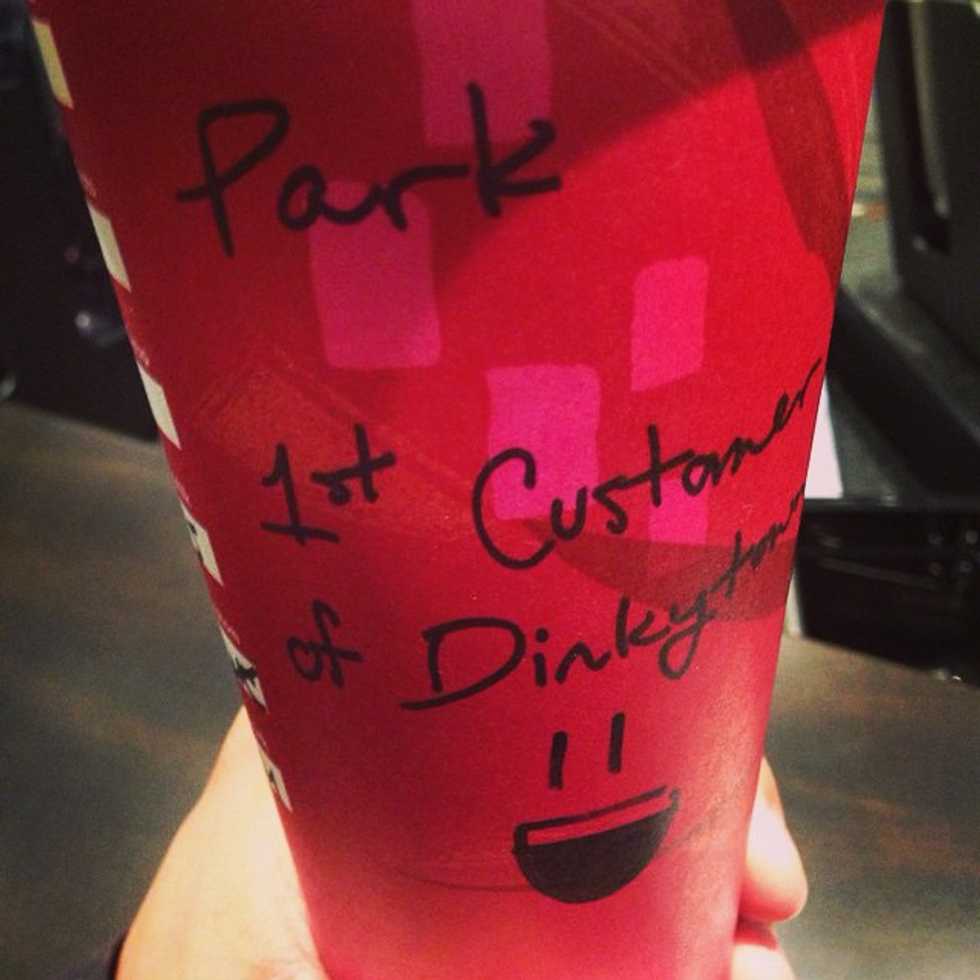 Park
1st Customer
of Dinkytown